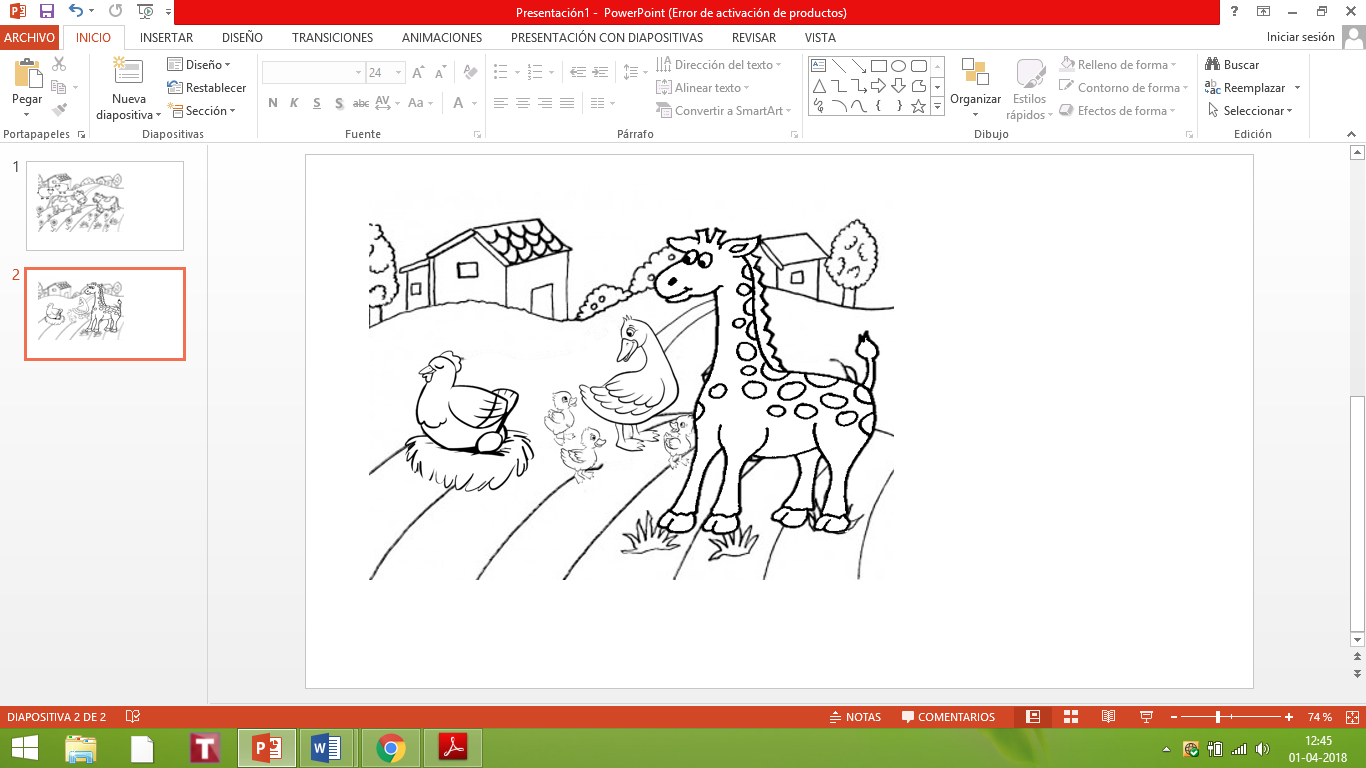 Presentación1 - PowerPoint (Error de activación de productos)
ARCHIVO INICIO INSERTAR DISEÑO TRANSICIONES ANIMACIONES PRESENTACIÓN CON DIAPOSITIVAS REVISAR VISTA Iniciar sesión
Pegar
Portapapeles
Nueva diapositiva
Diseño
Restablecer
Sección
Diapositivas
24
N K S S abc AV Aa A
Fuente
Dirección del texto
Alinear texto
Convertir a SmartArt
Párrafo
Organizar
Estilos rápidos
Relleno de forma
Contorno de forma
Efectos de forma
Dibujo
Buscar
Reemplazar
Seleccionar
Edición
1
2
DIAPOSITIVA 2 DE 2 NOTAS COMENTARIOS 74 %
12:45
01-04-2018